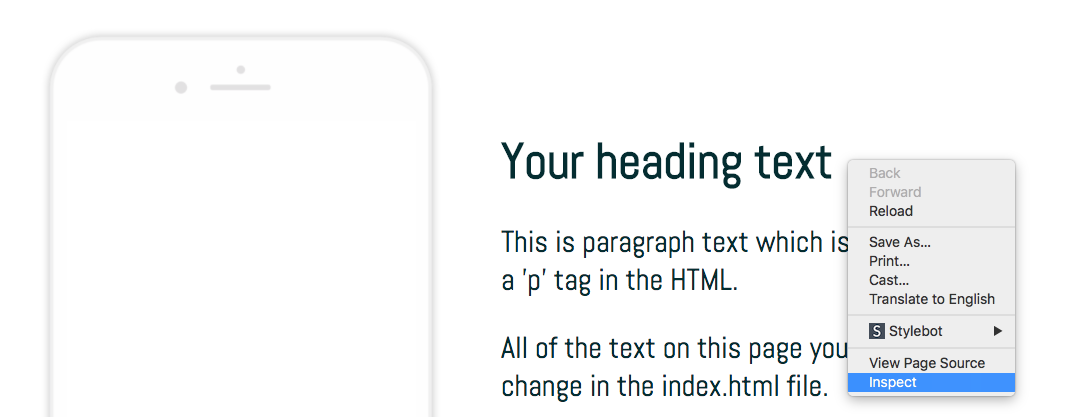 Your heading text
This is paragraph text which is
a 'p' tag in the HTML.
All of the text on this page you
change in the index.html file.
Back
Forward
Reload
Save As...
Print...
Cast...
Translate to English
S Stylebot
View Page Source
Inspect